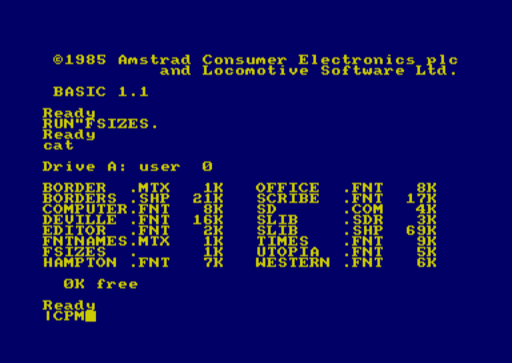 ©1985 Amstrad Consumer Electronics plc
and Locomotive Software Ltd.
BASIC 1.1
Ready
RUN"FSIZES.
Ready
cat
Drive A: user  0
BORDER  .MTX   1K   OFFICE  .FNT   8K
BORDERS .SHP  21K   SCRIBE  .FNT  17K
COMPUTER.FNT   8K   SD      .COM   4K
DEVILLE .FNT  16K   SLIB    .SDR   3K
EDITOR  .FNT   2K   SLIB    .SHP  69K
FNTNAMES.MTX   1K   TIMES   .FNT   9K
FSIZES  .      1K   UTOPIA  .FNT   5K
HAMPTON .FNT   7K   WESTERN .FNT   6K
0K free
Ready
|CPM